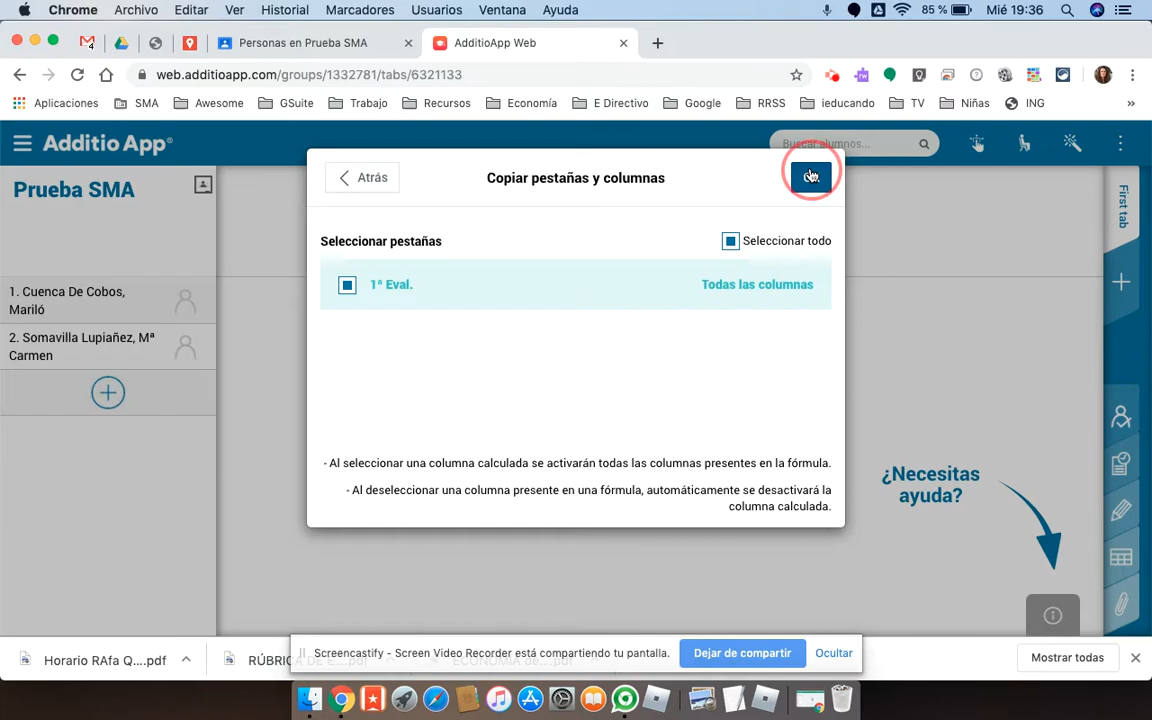 Chrome Archivo Editar Ver Historial Marcadores Usuarios Ventana Ayuda 85 % Mié 19:36
4 Personas en Prueba SMA AdditioApp Web
web.additioapp.com/groups/1332781/tabs/6321133
Aplicaciones SMA Awesome GSuite Trabajo Recursos Economía E Directivo Google RRSS ieducando TV Niñas ING »
Additio App® Buscar alumnos...
Prueba SMA
First tab
1. Cuenca De Cobos,
Mariló
2. Somavilla Lupiañez, Mª
Carmen
Atrás
Copiar pestañas y columnas
Seleccionar pestañas
Seleccionar todo
1ª Eval.
Todas las columnas
- Al seleccionar una columna calculada se activarán todas las columnas presentes en la fórmula.
- Al deseleccionar una columna presente en una fórmula, automáticamente se desactivará la
columna calculada.
¿Necesitas
ayuda?
Screencastify - Screen Video Recorder está compartiendo tu pantalla.
Dejar de compartir
Ocultar
Horario RAfa Q....pdf
Mostrar todas